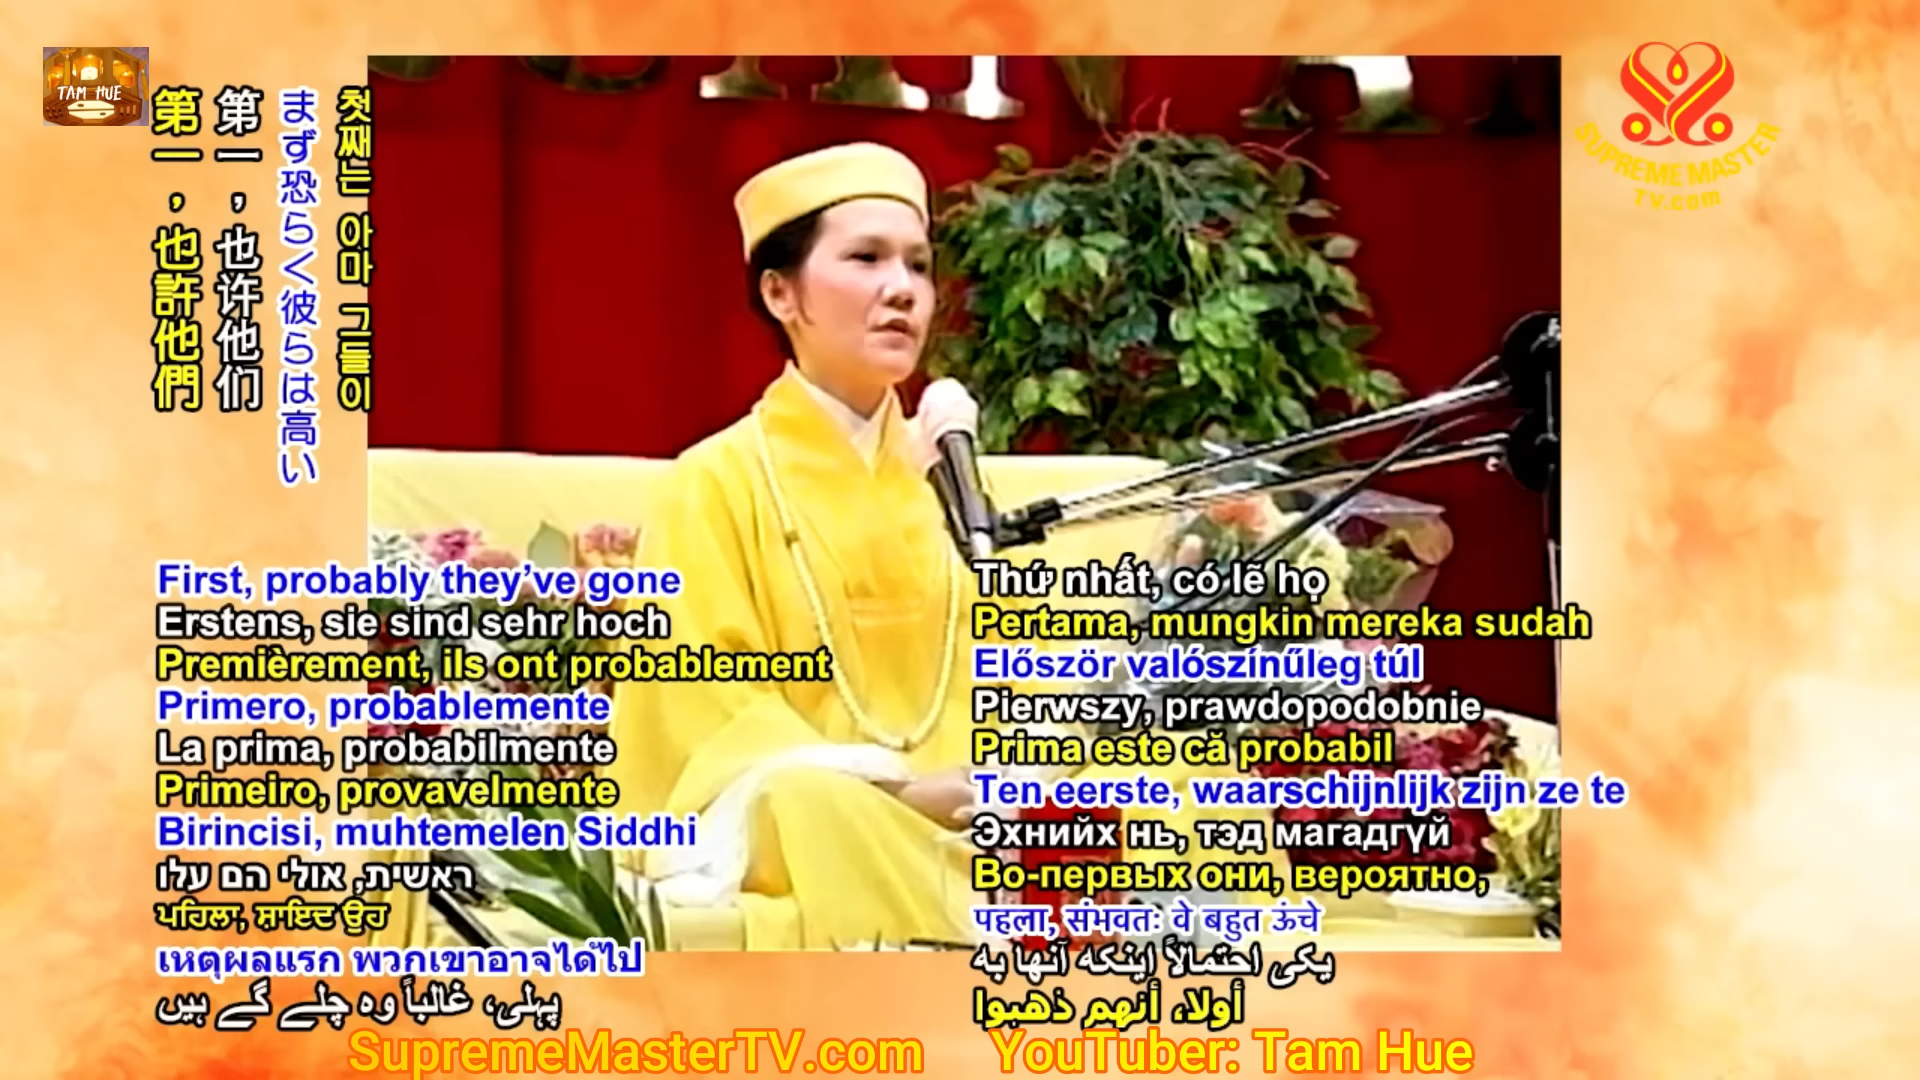 TAM HUE
第一，也許他們
第一，也许他们
まず恐らく彼らは高い
첫째는 아마 그들이
SUPREME MASTER
TV.com
First, probably they’ve gone
Erstens, sie sind sehr hoch
Premièrement, ils ont probablement
Primero, probablemente
La prima, probabilmente
Primeiro, provavelmente
Birincisi, muhtemelen Siddhi
ראשית, אולי הם עלו
ਪਹਿਲਾ, ਸ਼ਾਇਦ ਉਹ
เหตุผลแรก พวกเขาอาจได้ไป
پہلی، غالباً وہ چلے گے ہیں
Thứ nhất, có lẽ họ
Pertama, mungkin mereka sudah
Először valószínűleg túl
Pierwszy, prawdopodobnie
Prima este că probabil
Ten eerste, waarschijnlijk zijn ze te
Эхнийх нь, тэд магадгүй
Во-первых они, вероятно,
पहला, संभवतः वे बहुत ऊंचे
یکی احتمالاً اینکه آنها به
أولا، أنهم ذهبوا
SupremeMasterTV.com
YouTuber: Tam Hue